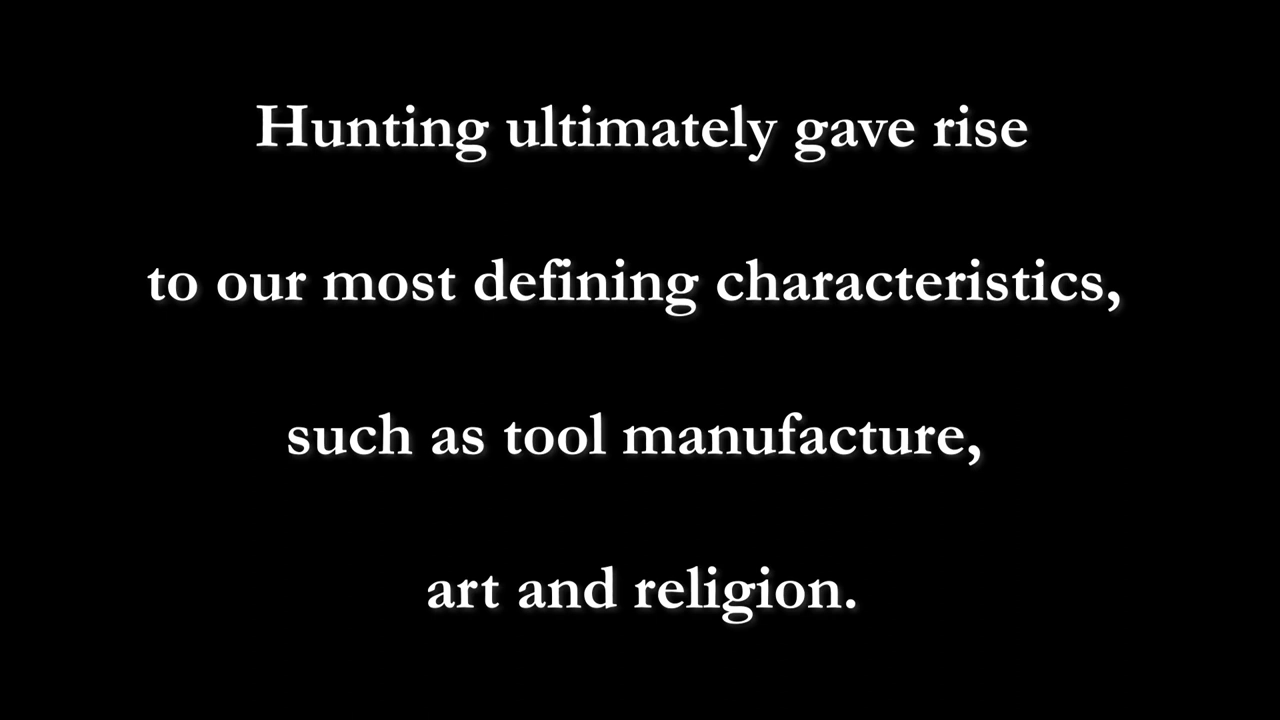 Hunting ultimately gave rise
to our most defining characteristics,
such as tool manufacture,
art and religion.